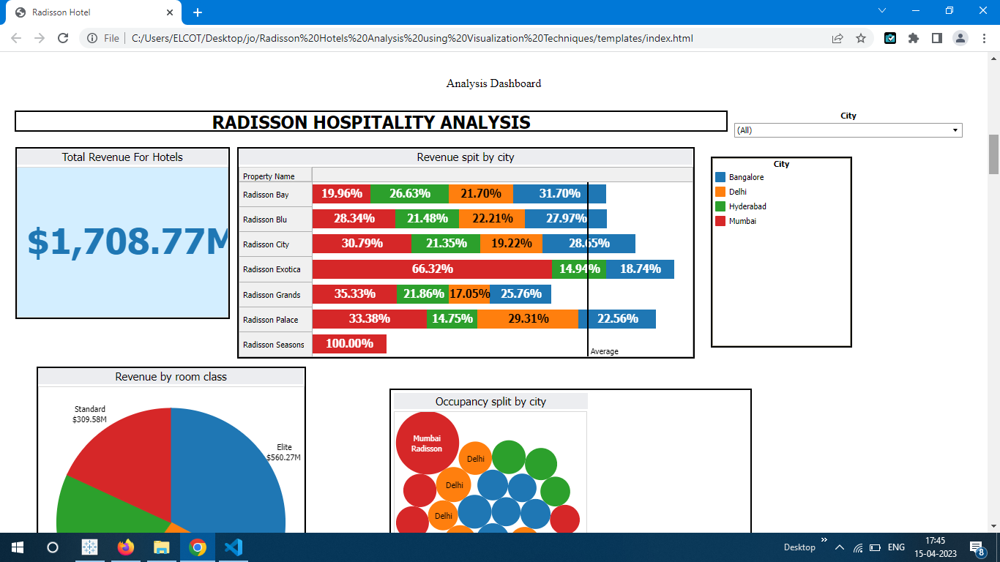 Radisson Hotel
File
C:/Users/ELCOT/Desktop/jo/Radisson%20Hotels%20Analysis%20using%20Visualization%20Techniques/templates/index.html
Analysis Dashboard
RADISSON HOSPITALITY ANALYSIS
City
(All)
Total Revenue For Hotels
$1,708.77M
Revenue spit by city
Property Name
Radisson Bay 19.96% 26.63% 21.70% 31.70%
Radisson Blu 28.34% 21.48% 22.21% 27.97%
Radisson City 30.79% 21.35% 19.22% 28.65%
Radisson Exotica 66.32% 14.94% 18.74%
Radisson Grands 35.33% 21.86% 17.05% 25.76%
Radisson Palace 33.38% 14.75% 29.31% 22.56%
Radisson Seasons 100.00%
Average
City
Bangalore
Delhi
Hyderabad
Mumbai
Revenue by room class
Standard
$309.58M
Elite
$560.27M
Occupancy split by city
Mumbai
Radisson
Delhi
Delhi
Delhi
Desktop
ENG
17:45
15-04-2023
8